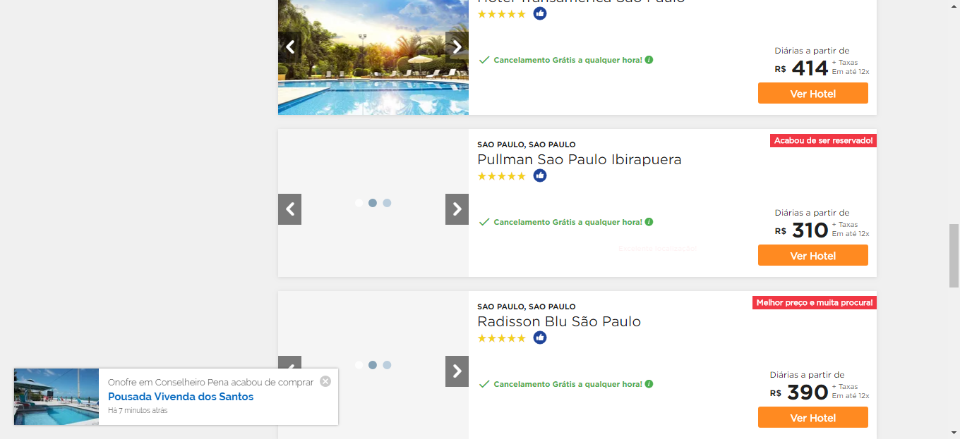 Hotel Transamerica São Paulo
Cancelamento Grátis a qualquer hora!
Diárias a partir de
R$ 414 + Taxas
Em até 12x
Ver Hotel
SAO PAULO, SAO PAULO
Acabou de ser reservado!
Pullman Sao Paulo Ibirapuera
Cancelamento Grátis a qualquer hora!
Diárias a partir de
R$ 310 + Taxas
Em até 12x
Ver Hotel
SAO PAULO, SAO PAULO
Melhor preço e muita procura!
Radisson Blu São Paulo
Cancelamento Grátis a qualquer hora!
Diárias a partir de
R$ 390 + Taxas
Em até 12x
Ver Hotel
Onofre em Conselheiro Pena acabou de comprar
Pousada Vivenda dos Santos
Há 7 minutos atrás